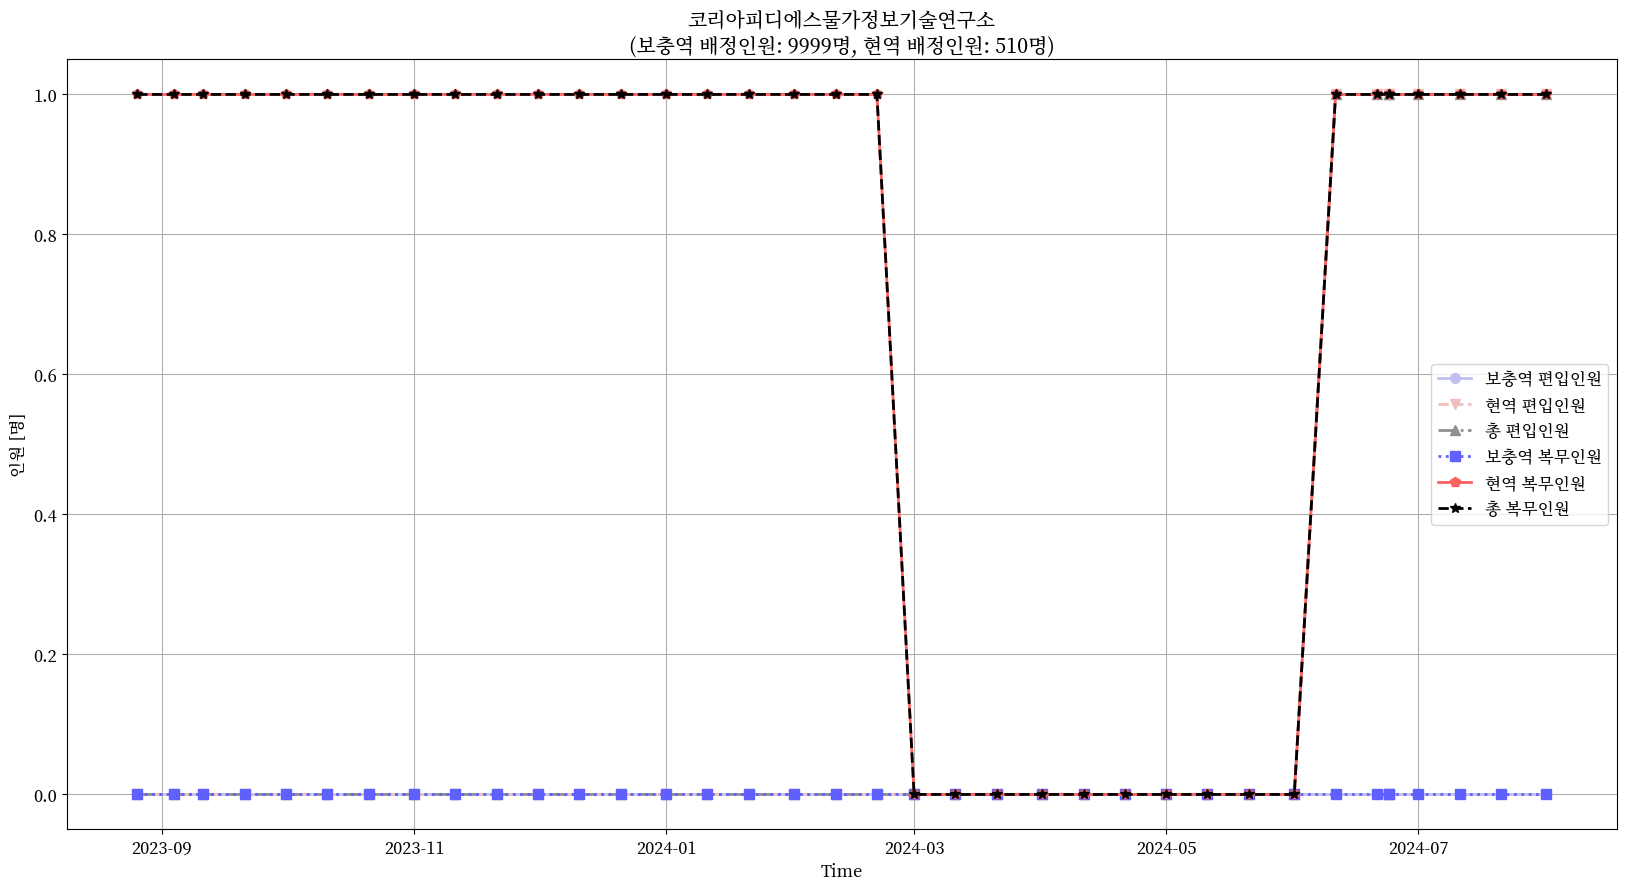 코리아피디에스물가정보기술연구소
(보충역 배정인원: 9999명, 현역 배정인원: 510명)
인원 [명]
1.0
0.8
0.6
0.4
0.2
0.0
보충역 편입인원
현역 편입인원
총 편입인원
보충역 복무인원
현역 복무인원
총 복무인원
2023-09 2023-11 2024-01 2024-03 2024-05 2024-07
Time